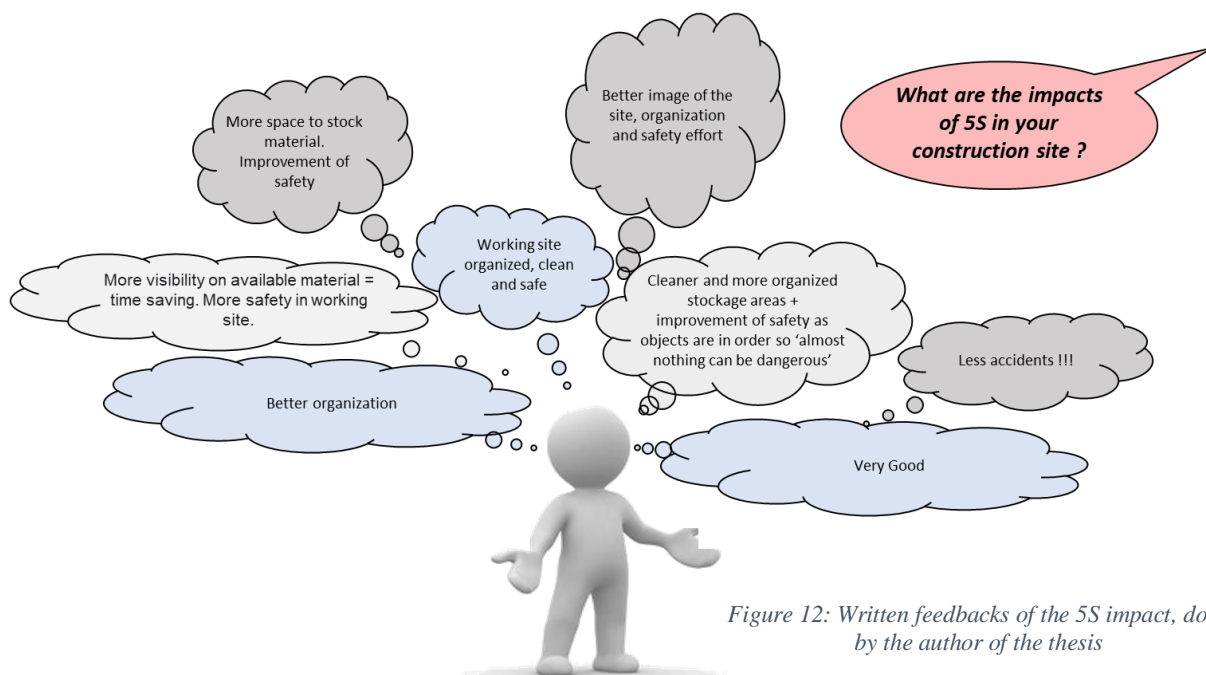 What are the impacts
of 5S in your
construction site ?
Better image of the
site, organization
and safety effort
More space to stock
material.
Improvement of
safety
Working site
organized, clean
and safe
More visibility on available material =
time saving. More safety in working
site.
Cleaner and more organized
stockage areas +
improvement of safety as
objects are in order so ‘almost
nothing can be dangerous’
Less accidents !!!
Better organization
Very Good
Figure 12: Written feedbacks of the 5S impact, do
by the author of the thesis